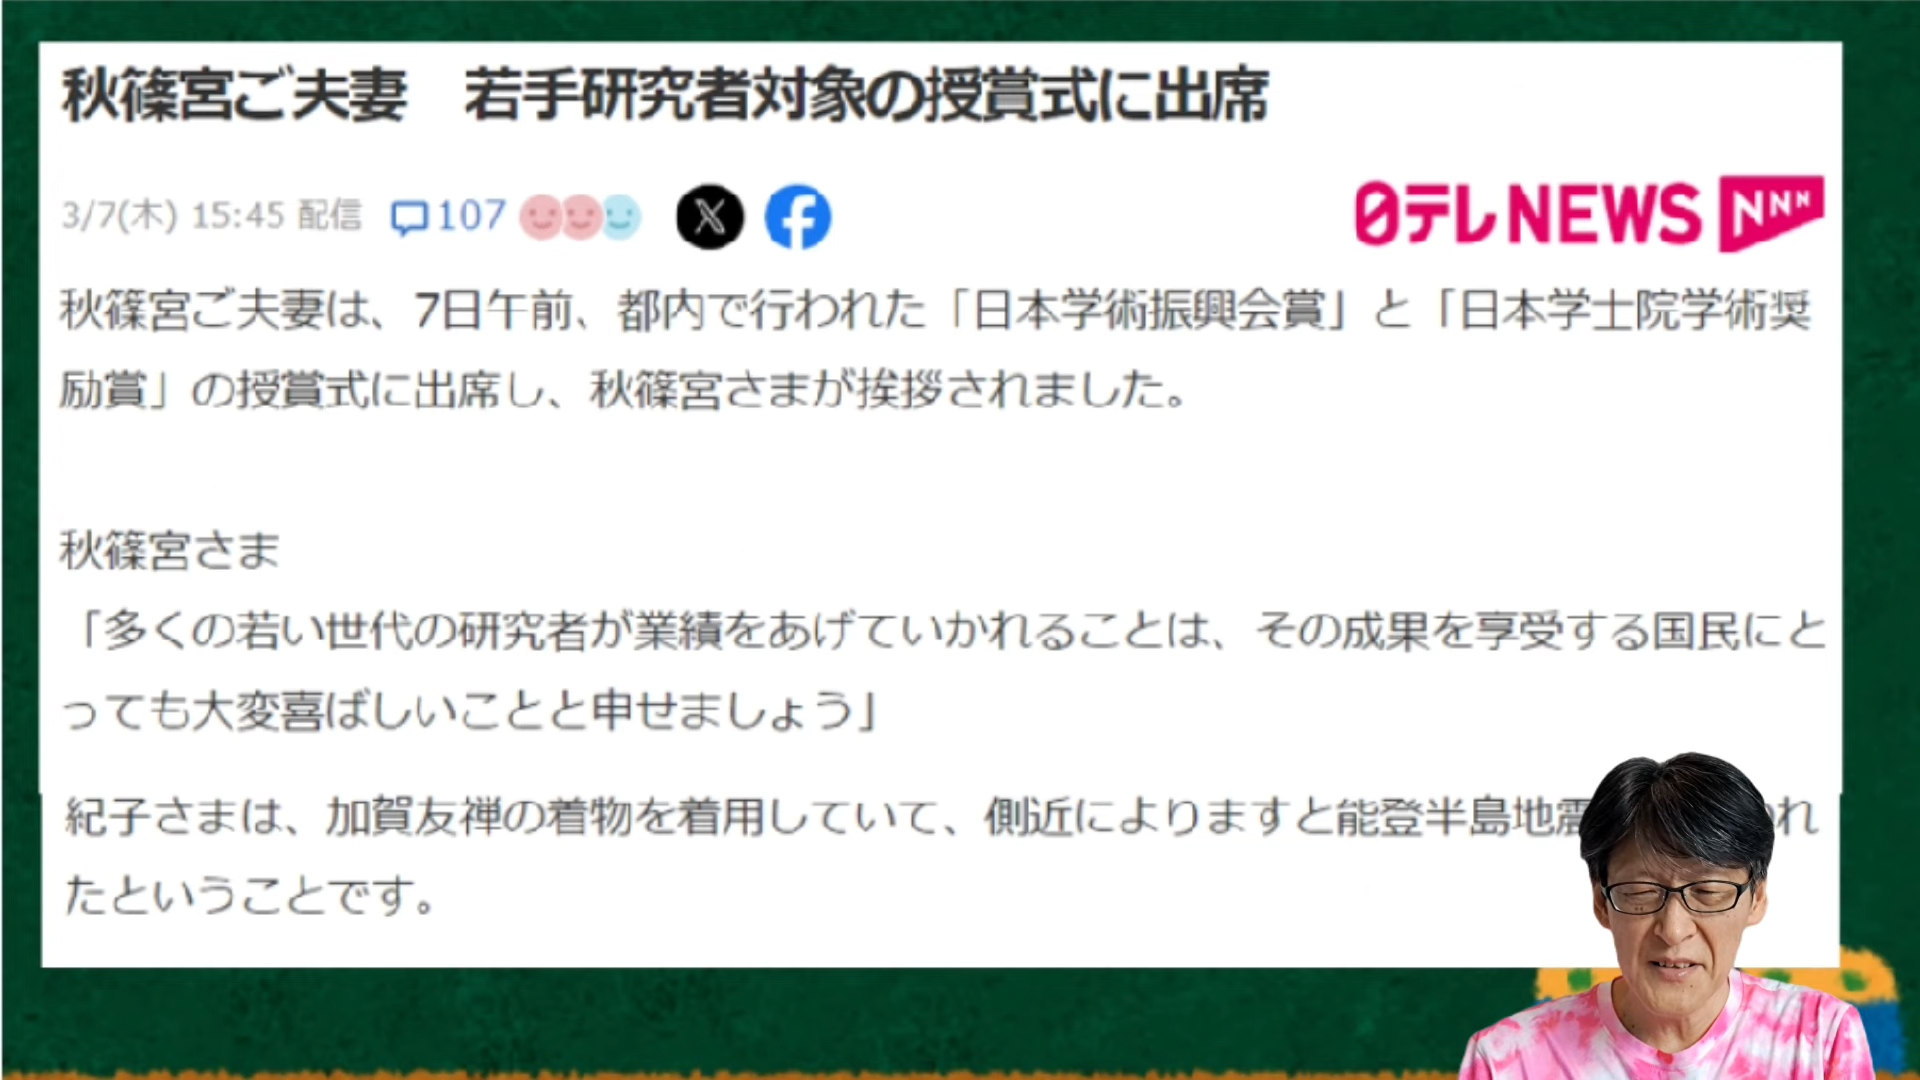 秋篠宮ご夫妻　若手研究者対象の授賞式に出席
3/7(木) 15:45 配信 107
日テレNEWS NNN
秋篠宮ご夫妻は、7日午前、都内で行われた「日本学術振興会賞」と「日本学士院学術奨
励賞」の授賞式に出席し、秋篠宮さまが挨拶されました。
秋篠宮さま
「多くの若い世代の研究者が業績をあげていかれることは、その成果を享受する国民にと
っても大変喜ばしいことと申せましょう」
紀子さまは、加賀友禅の着物を着用していて、側近によりますと能登半島地震 れ
たということです。